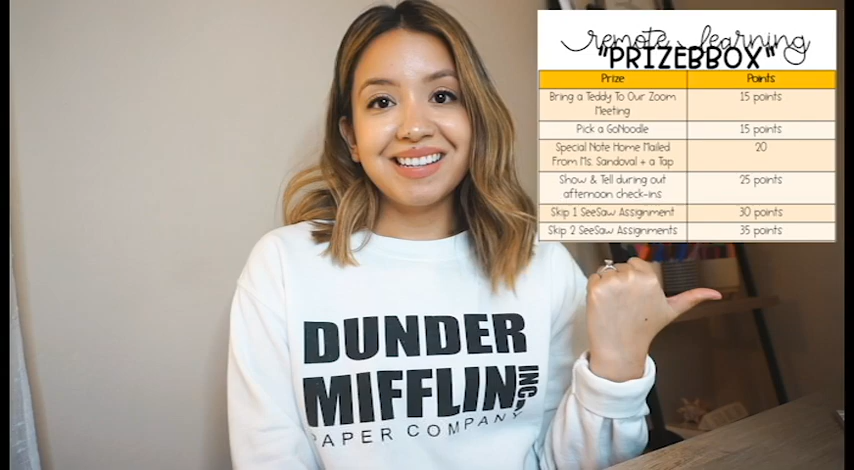 remote learning
"PRIZEBBOX"
Prize Points
Bring a Teddy To Our Zoom
Meeting
15 points
Pick a GoNoodle 15 points
Special Note Home Mailed
From Ms. Sandoval + a Tap
20
Show & Tell during out
afternoon check-ins
25 points
Skip 1 SeeSaw Assignment 30 points
Skip 2 SeeSaw Assignments 35 points
DUNDER
MIFFLIN INC.
PAPER COMPANY